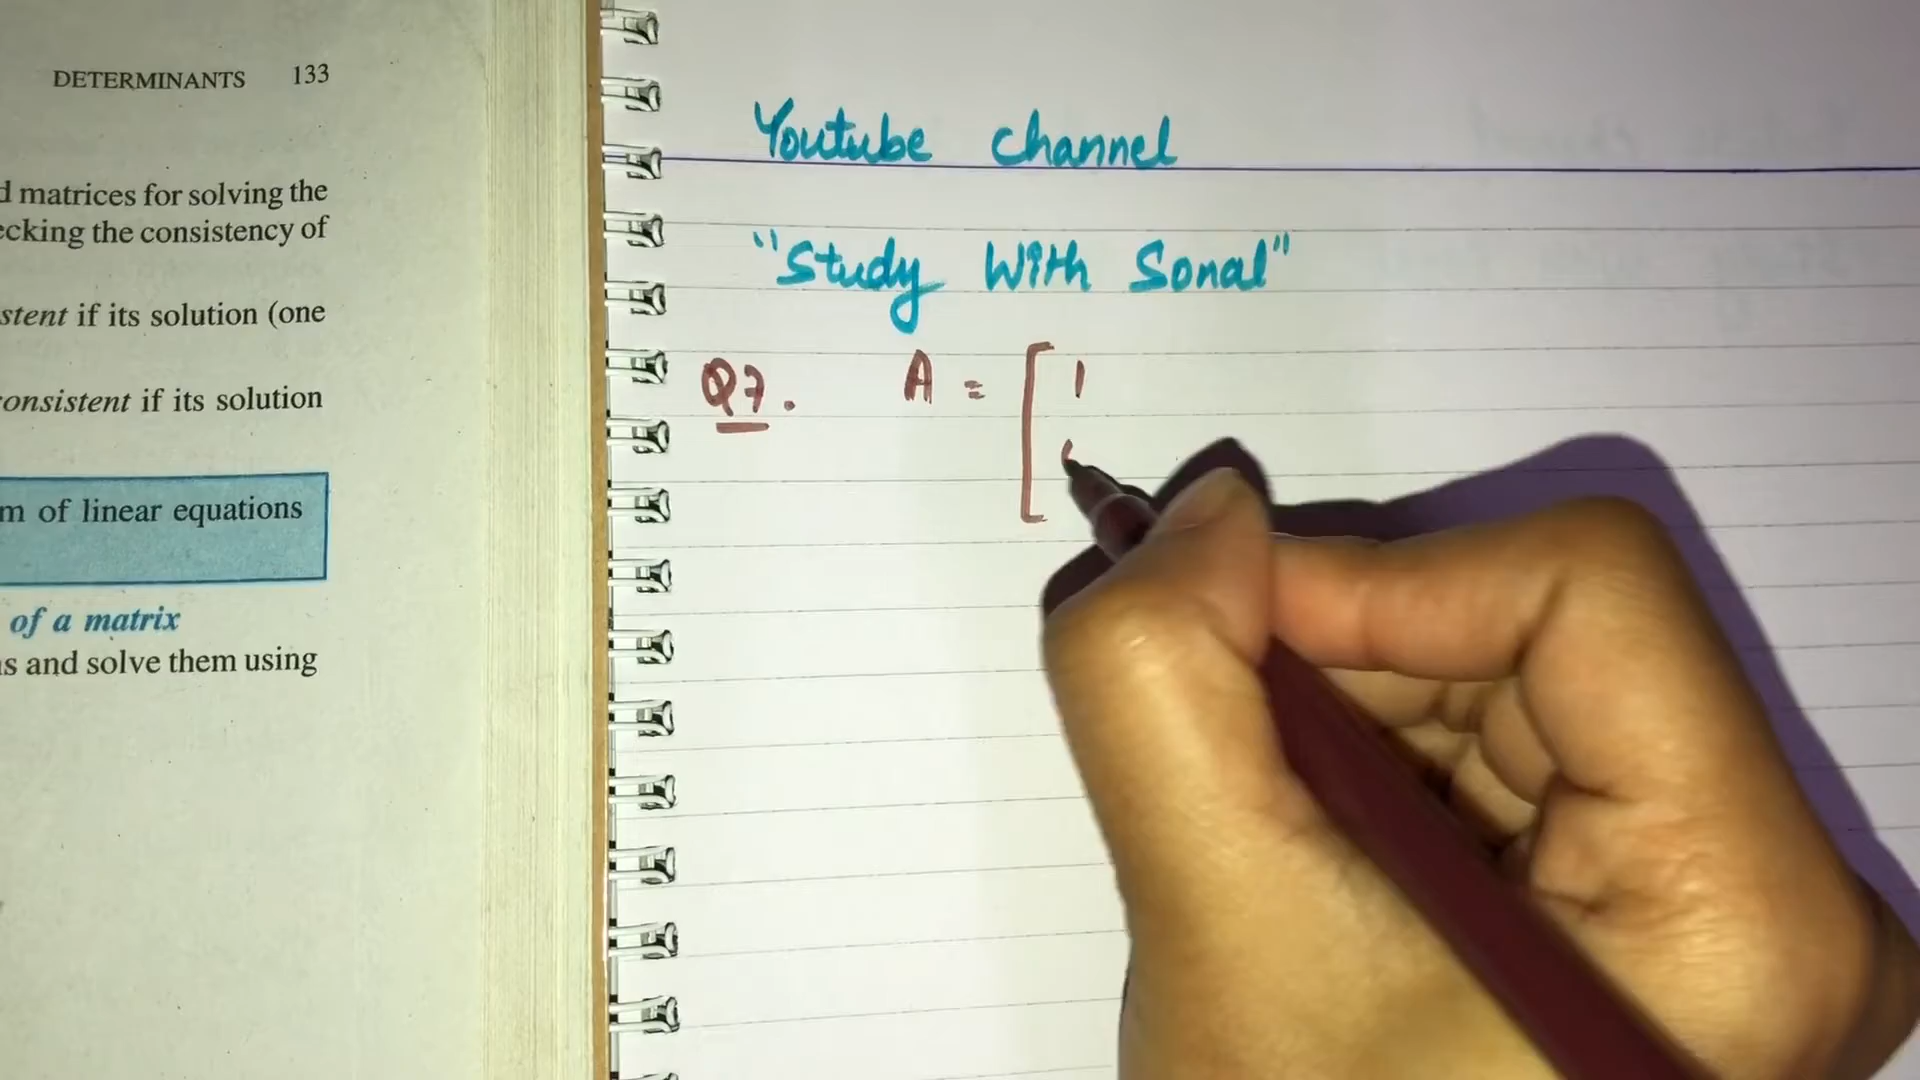 DETERMINANTS 133
d matrices for solving the
ecking the consistency of
stent if its solution (one
onsistent if its solution
m of linear equations
of a matrix
s and solve them using
Youtube channel
"Study With Sonal"
Q7. A = [ 1